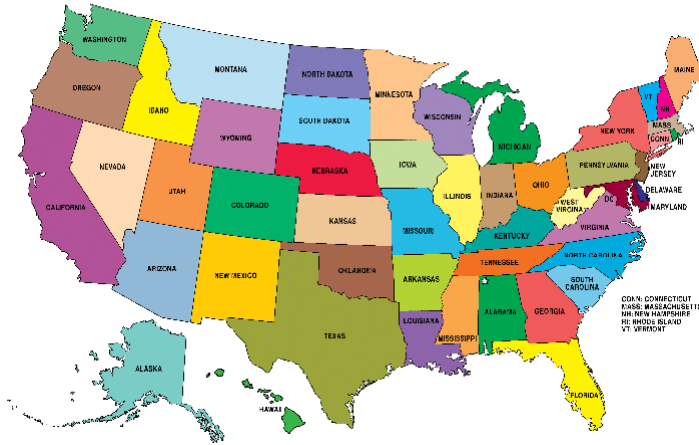 WASHINGTON
OREGON
CALIFORNIA
IDAHO
NEVADA
MONTANA
WYOMING
UTAH
COLORADO
ARIZONA
NEW MEXICO
NORTH DAKOTA
SOUTH DAKOTA
NEBRASKA
KANSAS
OKLAHOMA
TEXAS
MINNESOTA
IOWA
MISSOURI
ARKANSAS
LOUISIANA
WISCONSIN
ILLINOIS
MICHIGAN
INDIANA
OHIO
KENTUCKY
TENNESSEE
MISSISSIPPI
ALABAMA
GEORGIA
FLORIDA
SOUTH
CAROLINA
NORTH CAROLINA
VIRGINIA
WEST
VIRGINIA
DC
MARYLAND
DELAWARE
NEW
JERSEY
PENNSYLVANIA
NEW YORK
CONN
RI
MASS
VT
NH
MAINE
ALASKA
HAWAII
CONN: CONNECTICUT
MASS: MASSACHUSETT
NH: NEW HAMPSHIRE
RI: RHODE ISLAND
VT: VERMONT